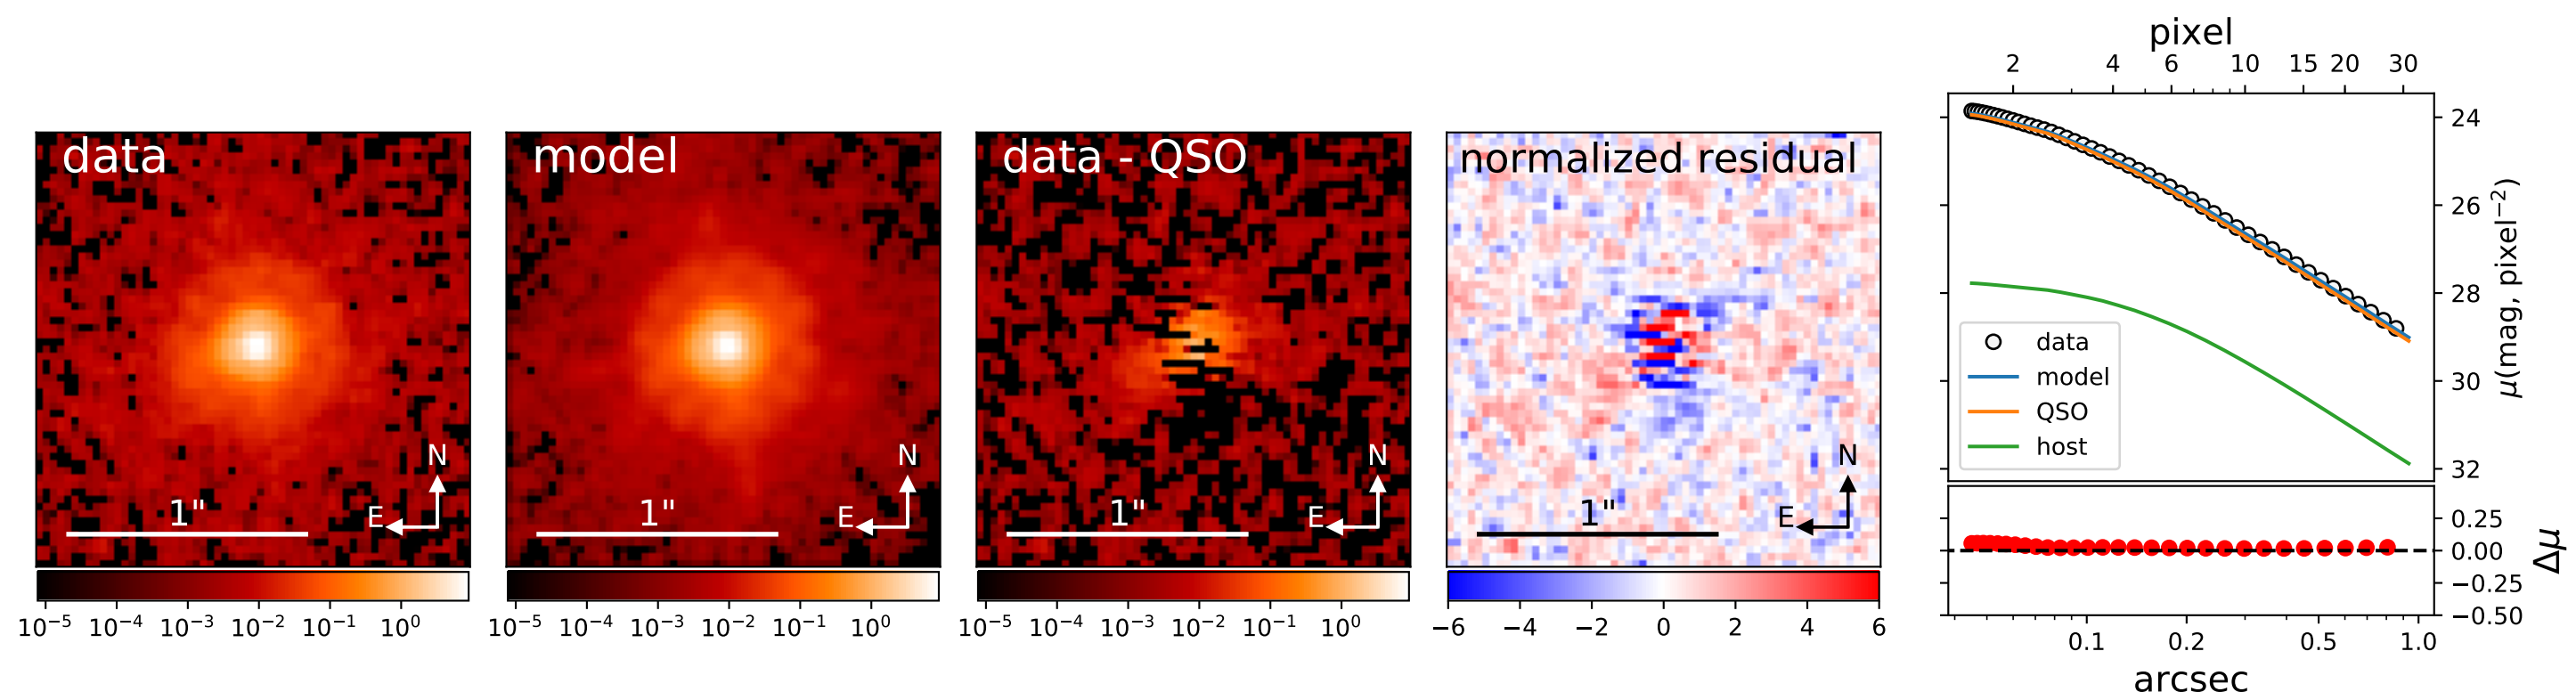 data
1"
N
E
10⁻⁵ 10⁻⁴ 10⁻³ 10⁻² 10⁻¹ 10⁰
model
1"
N
E
10⁻⁵ 10⁻⁴ 10⁻³ 10⁻² 10⁻¹ 10⁰
data - QSO
1"
N
E
10⁻⁵ 10⁻⁴ 10⁻³ 10⁻² 10⁻¹ 10⁰
normalized residual
1"
N
E
−6 −4 −2 0 2 4 6
pixel
2 4 6 10 15 20 30
24
26
28
30
32
μ(mag, pixel⁻²)
data
model
QSO
host
0.25
0.00
−0.25
−0.50
Δμ
0.1 0.2 0.5 1.0
arcsec